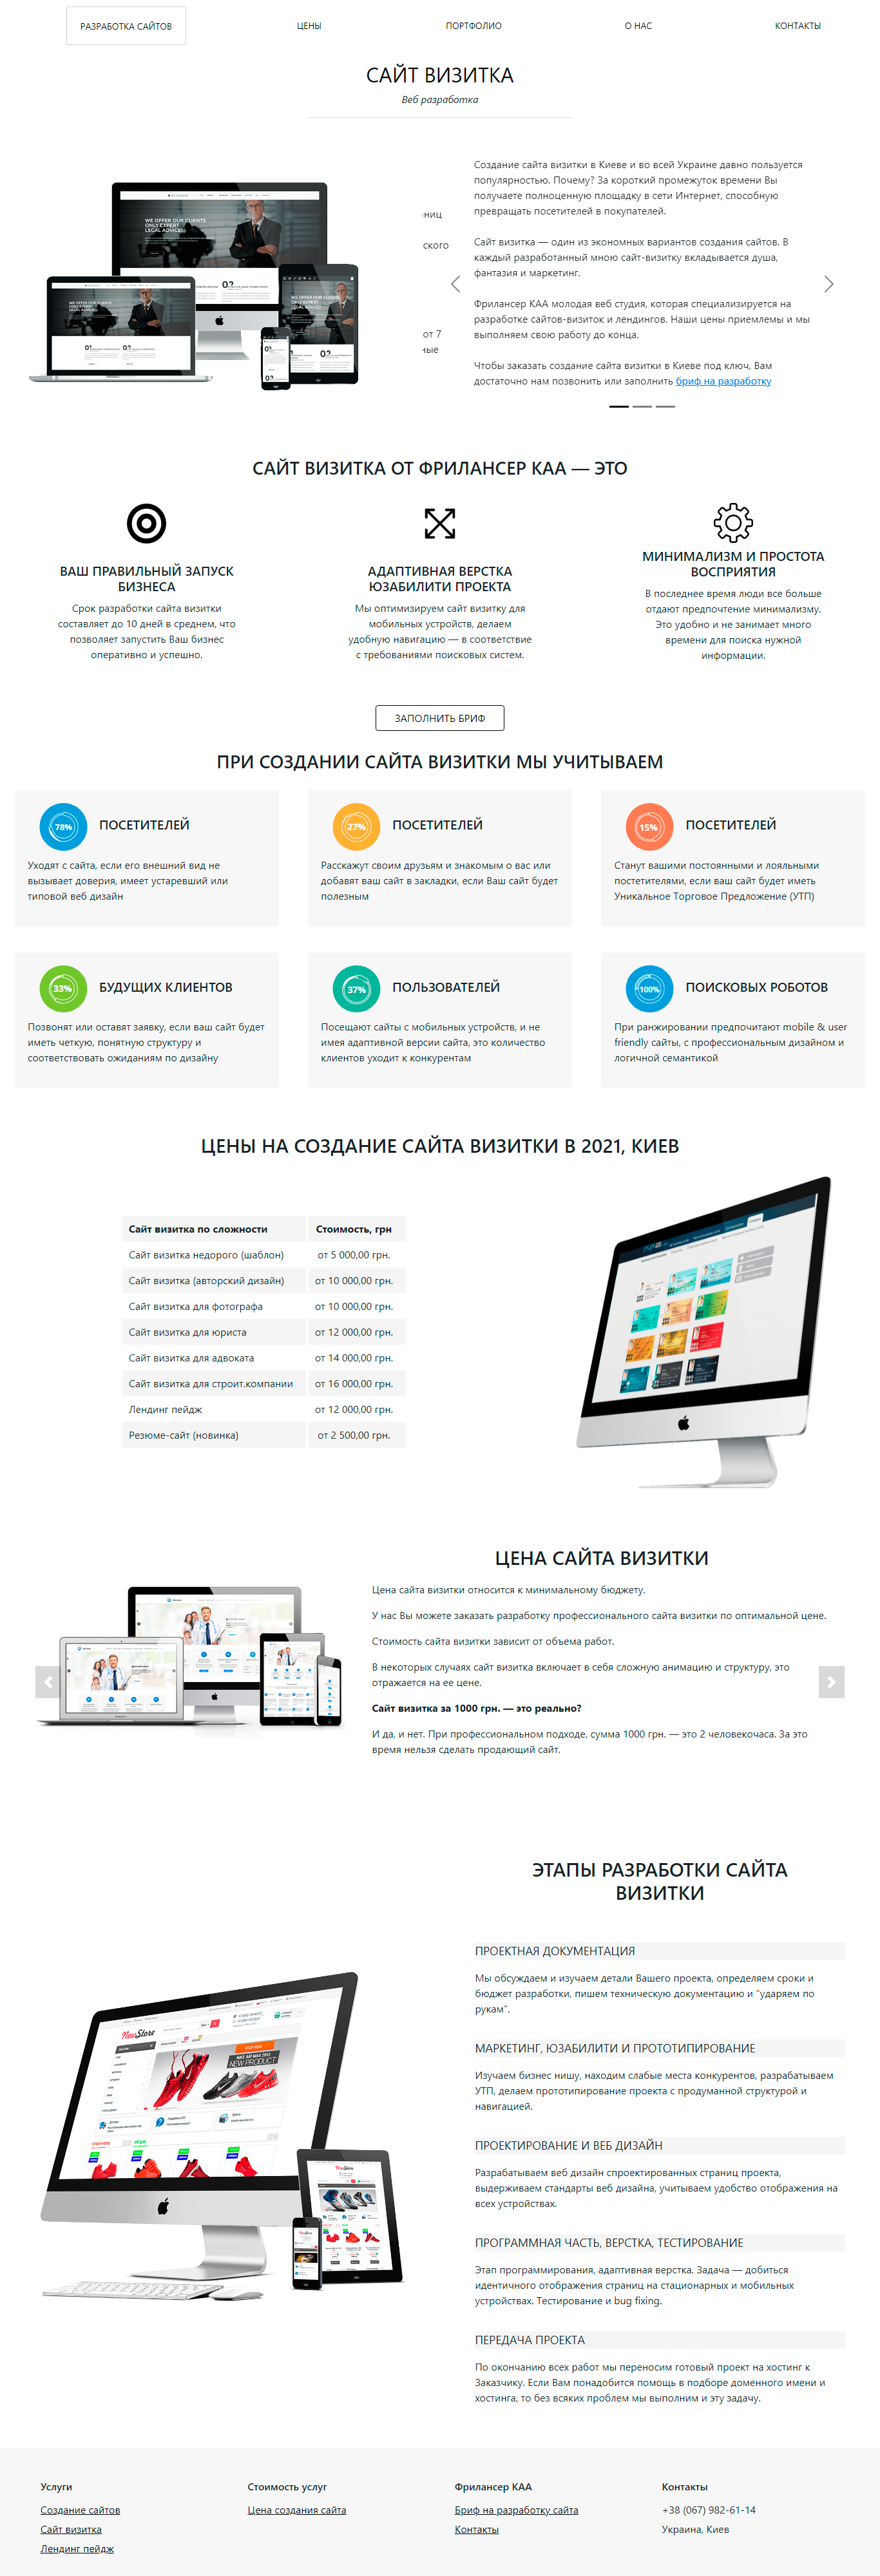 РАЗРАБОТКА САЙТОВ
ЦЕНЫ
ПОРТФОЛИО
О НАС
КОНТАКТЫ
САЙТ ВИЗИТКА
Веб разработка
WE OFFER OUR CLIENTS
ONLY EXPERT
LEGAL ADVICE!
ниц
ского
от 7
ные
Создание сайта визитки в Киеве и во всей Украине давно пользуется
популярностью. Почему? За короткий промежуток времени Вы
получаете полноценную площадку в сети Интернет, способную
превращать посетителей в покупателей.
Сайт визитка — один из экономных вариантов создания сайтов. В
каждый разработанный мною сайт-визитку вкладывается душа,
фантазия и маркетинг.
Фрилансер КАА молодая веб студия, которая специализируется на
разработке сайтов-визиток и лендингов. Наши цены приемлемы и мы
выполняем свою работу до конца.
Чтобы заказать создание сайта визитки в Киеве под ключ, Вам
достаточно нам позвонить или заполнить бриф на разработку
САЙТ ВИЗИТКА ОТ ФРИЛАНСЕР КАА — ЭТО
ВАШ ПРАВИЛЬНЫЙ ЗАПУСК
БИЗНЕСА
Срок разработки сайта визитки
составляет до 10 дней в среднем, что
позволяет запустить Ваш бизнес
оперативно и успешно.
АДАПТИВНАЯ ВЕРСТКА
ЮЗАБИЛИТИ ПРОЕКТА
Мы оптимизируем сайт визитку для
мобильных устройств, делаем
удобную навигацию — в соответствие
с требованиями поисковых систем.
МИНИМАЛИЗМ И ПРОСТОТА
ВОСПРИЯТИЯ
В последнее время люди все больше
отдают предпочтение минимализму.
Это удобно и не занимает много
времени для поиска нужной
информации.
ЗАПОЛНИТЬ БРИФ
ПРИ СОЗДАНИИ САЙТА ВИЗИТКИ МЫ УЧИТЫВАЕМ
78%
ПОСЕТИТЕЛЕЙ
Уходят с сайта, если его внешний вид не
вызывает доверия, имеет устаревший или
типовой веб дизайн
27%
ПОСЕТИТЕЛЕЙ
Расскажут своим друзьям и знакомым о вас или
добавят ваш сайт в закладки, если Ваш сайт будет
полезным
15%
ПОСЕТИТЕЛЕЙ
Станут вашими постоянными и лояльными
постетителями, если ваш сайт будет иметь
Уникальное Торговое Предложение (УТП)
33%
БУДУЩИХ КЛИЕНТОВ
Позвонят или оставят заявку, если ваш сайт будет
иметь четкую, понятную структуру и
соответствовать ожиданиям по дизайну
37%
ПОЛЬЗОВАТЕЛЕЙ
Посещают сайты с мобильных устройств, и не
имея адаптивной версии сайта, это количество
клиентов уходит к конкурентам
100%
ПОИСКОВЫХ РОБОТОВ
При ранжировании предпочитают mobile & user
friendly сайты, с профессиональным дизайном и
логичной семантикой
ЦЕНЫ НА СОЗДАНИЕ САЙТА ВИЗИТКИ В 2021, КИЕВ
Сайт визитка по сложности Стоимость, грн
Сайт визитка недорого (шаблон) от 5 000,00 грн.
Сайт визитка (авторский дизайн) от 10 000,00 грн.
Сайт визитка для фотографа от 10 000,00 грн.
Сайт визитка для юриста от 12 000,00 грн.
Сайт визитка для адвоката от 14 000,00 грн.
Сайт визитка для строит.компании от 16 000,00 грн.
Лендинг пейдж от 12 000,00 грн.
Резюме-сайт (новинка) от 2 500,00 грн.
ЦЕНА САЙТА ВИЗИТКИ
Цена сайта визитки относится к минимальному бюджету.
У нас Вы можете заказать разработку профессионального сайта визитки по оптимальной цене.
Стоимость сайта визитки зависит от объема работ.
В некоторых случаях сайт визитка включает в себя сложную анимацию и структуру, это
отражается на ее цене.
Сайт визитка за 1000 грн. — это реально?
И да, и нет. При профессиональном подходе, сумма 1000 грн. — это 2 человекочаса. За это
время нельзя сделать продающий сайт.
ЭТАПЫ РАЗРАБОТКИ САЙТА
ВИЗИТКИ
NewStore
NEW PRODUCT
ПРОЕКТНАЯ ДОКУМЕНТАЦИЯ
Мы обсуждаем и изучаем детали Вашего проекта, определяем сроки и
бюджет разработки, пишем техническую документацию и "ударяем по
рукам".
МАРКЕТИНГ, ЮЗАБИЛИТИ И ПРОТОТИПИРОВАНИЕ
Изучаем бизнес нишу, находим слабые места конкурентов, разрабатываем
УТП, делаем прототипирование проекта с продуманной структурой и
навигацией.
ПРОЕКТИРОВАНИЕ И ВЕБ ДИЗАЙН
Разрабатываем веб дизайн спроектированных страниц проекта,
выдерживаем стандарты веб дизайна, учитываем удобство отображения на
всех устройствах.
ПРОГРАММНАЯ ЧАСТЬ, ВЕРСТКА, ТЕСТИРОВАНИЕ
Этап программирования, адаптивная верстка. Задача — добиться
идентичного отображения страниц на стационарных и мобильных
устройствах. Тестирование и bug fixing.
ПЕРЕДАЧА ПРОЕКТА
По окончанию всех работ мы переносим готовый проект на хостинг к
Заказчику. Если Вам понадобится помощь в подборе доменного имени и
хостинга, то без всяких проблем мы выполним и эту задачу.
Услуги
Создание сайтов
Сайт визитка
Лендинг пейдж
Стоимость услуг
Цена создания сайта
Фрилансер КАА
Бриф на разработку сайта
Контакты
Контакты
+38 (067) 982-61-14
Украина, Киев